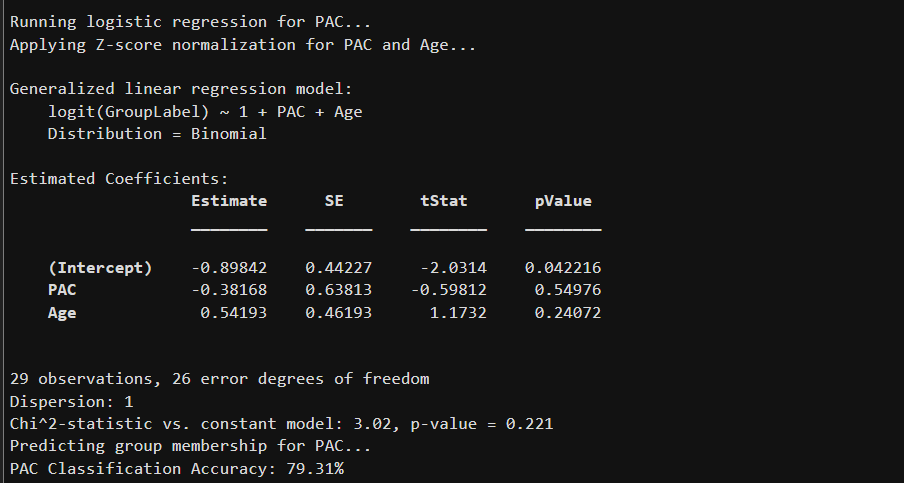 Running logistic regression for PAC...
Applying Z-score normalization for PAC and Age...
Generalized linear regression model:
logit(GroupLabel) ~ 1 + PAC + Age
Distribution = Binomial
Estimated Coefficients:
Estimate SE tStat pValue
(Intercept) -0.89842 0.44227 -2.0314 0.042216
PAC -0.38168 0.63813 -0.59812 0.54976
Age 0.54193 0.46193 1.1732 0.24072
29 observations, 26 error degrees of freedom
Dispersion: 1
Chi^2-statistic vs. constant model: 3.02, p-value = 0.221
Predicting group membership for PAC...
PAC Classification Accuracy: 79.31%